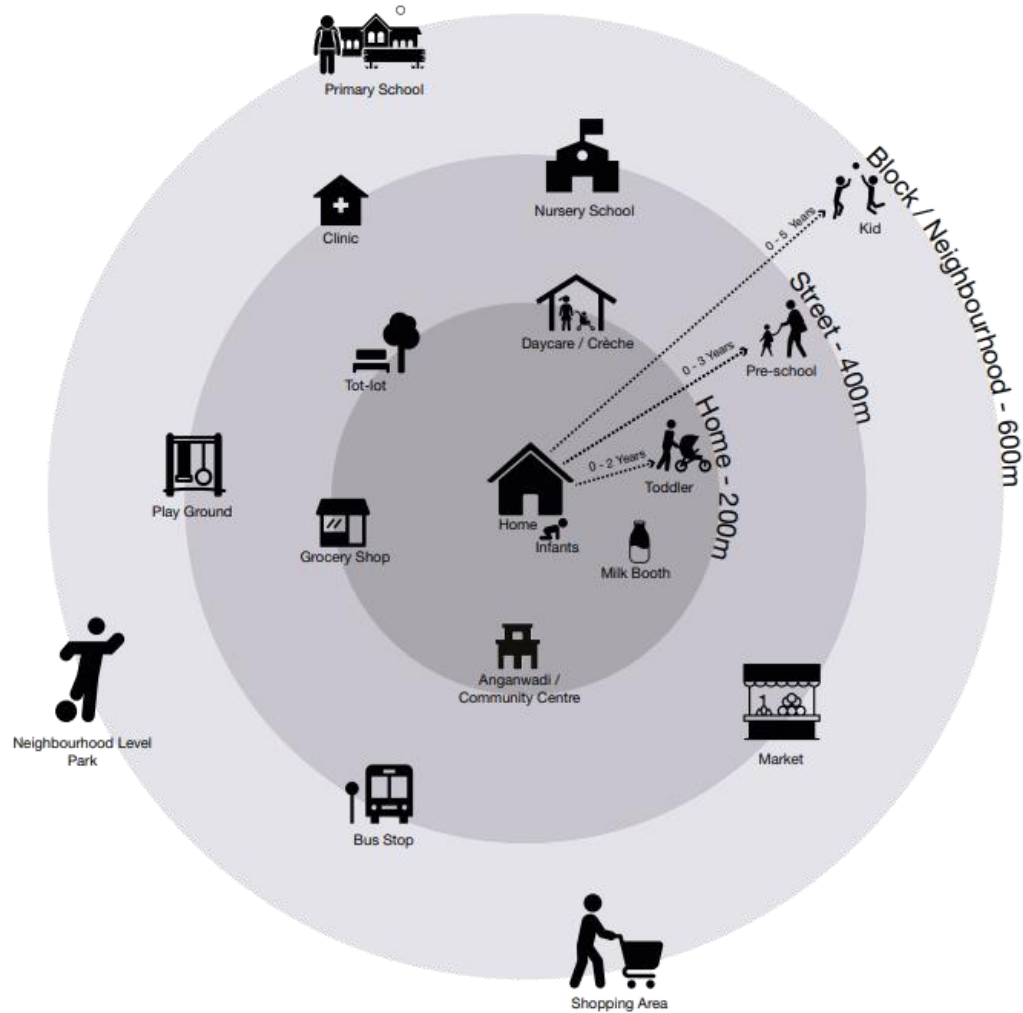 Primary School
Block / Neighbourhood - 600m
Nursery School
0 - 5 Years
Kid
Clinic
Street - 400m
Daycare / Crèche
0 - 3 Years
Pre-school
Tot-lot
Home - 200m
0 - 2 Years
Toddler
Play Ground
Home
Infants
Grocery Shop
Milk Booth
Anganwadi /
Community Centre
Neighbourhood Level
Park
Market
Bus Stop
Shopping Area